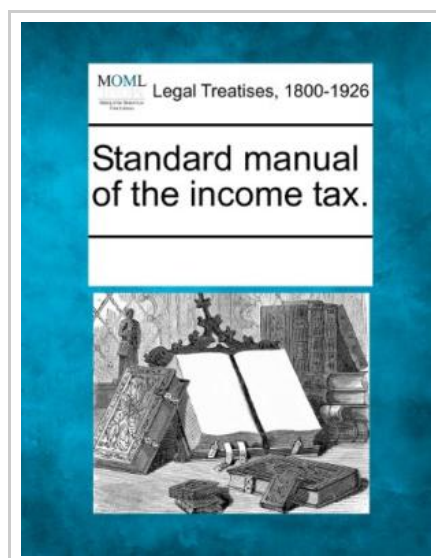 MOML
Legal Treatises, 1800-1926
Standard manual
of the income tax.